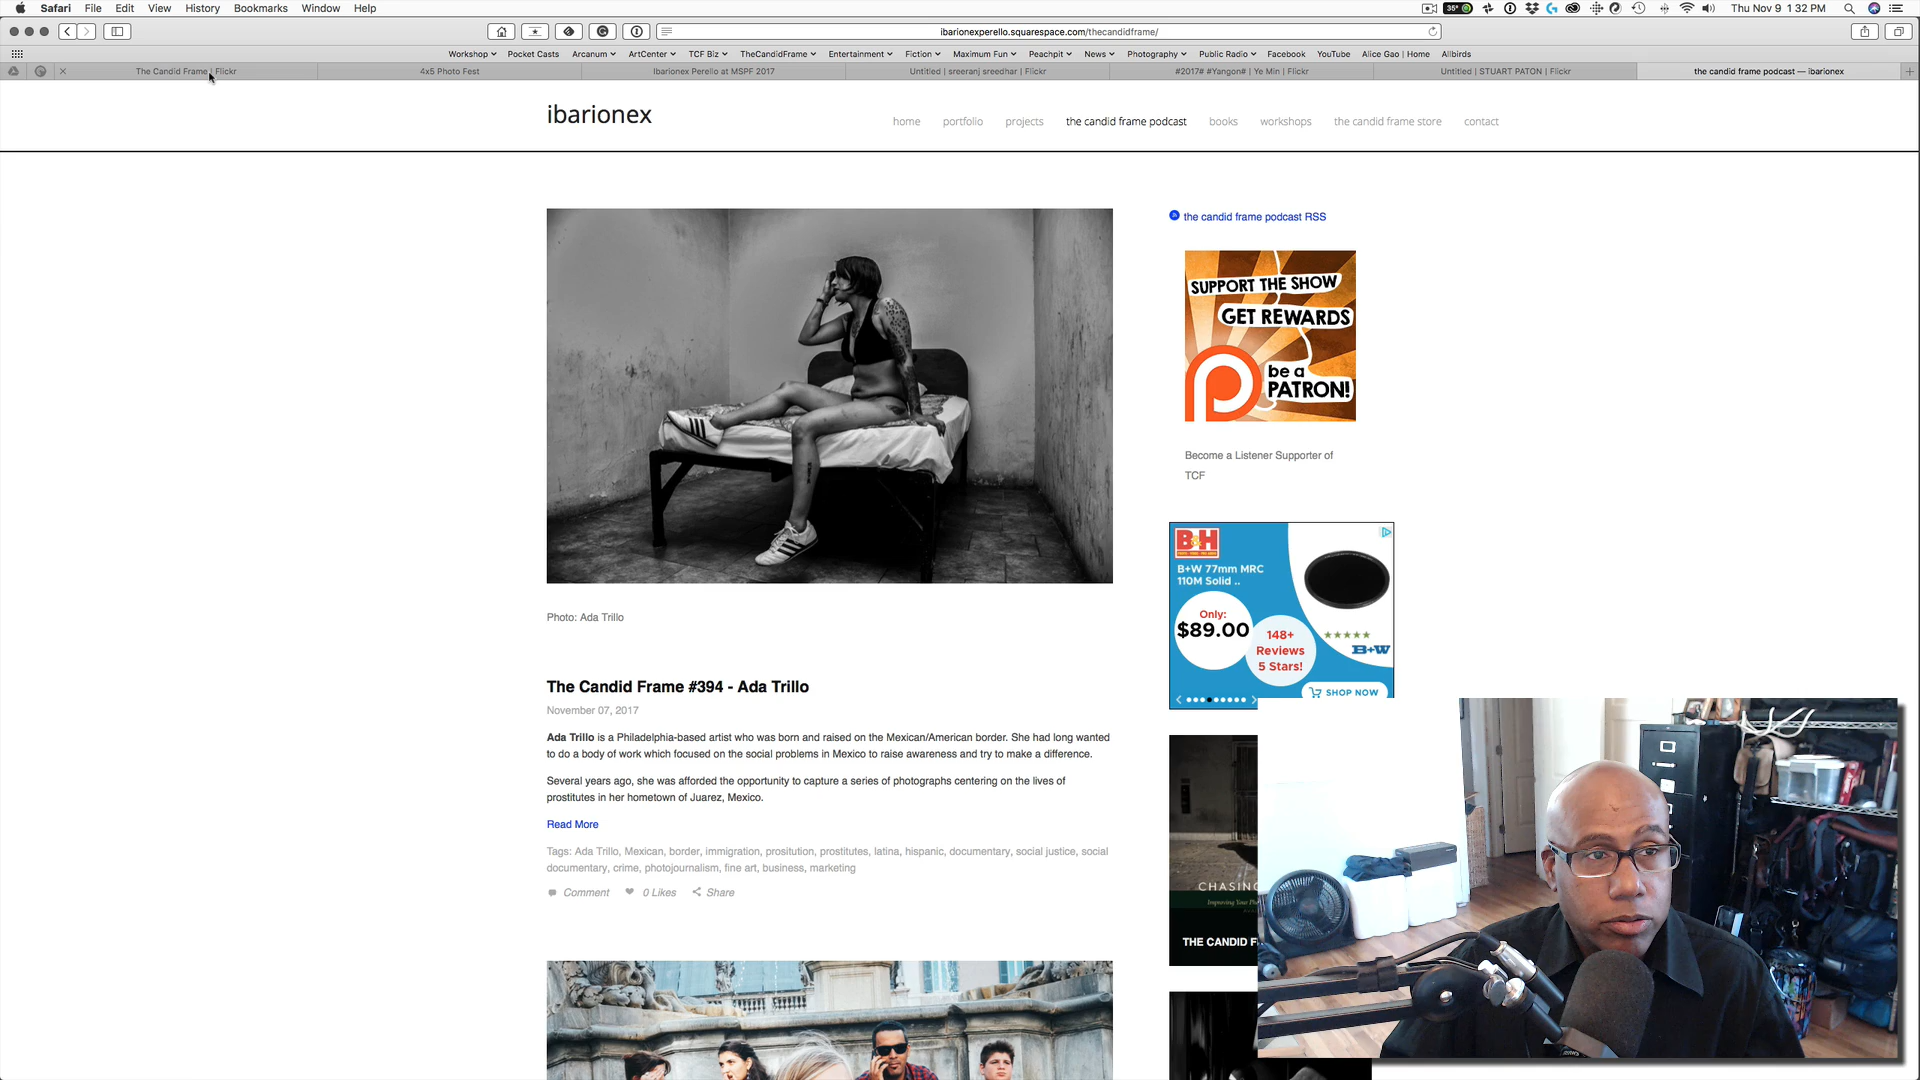 Safari File Edit View History Bookmarks Window Help
35° Thu Nov 9 1:32 PM
ibarionexperello.squarespace.com/thecandidframe/
Workshop Pocket Casts Arcanum ArtCenter TCF Biz TheCandidFrame Entertainment Fiction Maximum Fun Peachpit News Photography Public Radio Facebook YouTube Alice Gao | Home Allbirds
The Candid Frame | Flickr
4x5 Photo Fest
Ibarionex Perello at MSPF 2017
Untitled | sreeranj sreedhar | Flickr
#2017# #Yangon# | Ye Min | Flickr
Untitled | STUART PATON | Flickr
the candid frame podcast — ibarionex
ibarionex
home portfolio projects the candid frame podcast books workshops the candid frame store contact
the candid frame podcast RSS
SUPPORT THE SHOW
GET REWARDS
be a
PATRON!
Become a Listener Supporter of
TCF
B&H
B+W 77mm MRC
110M Solid ..
Only:
$89.00
148+
Reviews
5 Stars!
B+W
SHOP NOW
Photo: Ada Trillo
The Candid Frame #394 - Ada Trillo
November 07, 2017
Ada Trillo is a Philadelphia-based artist who was born and raised on the Mexican/American border. She had long wanted
to do a body of work which focused on the social problems in Mexico to raise awareness and try to make a difference.
Several years ago, she was afforded the opportunity to capture a series of photographs centering on the lives of
prostitutes in her hometown of Juarez, Mexico.
Read More
Tags: Ada Trillo, Mexican, border, immigration, prositution, prostitutes, latina, hispanic, documentary, social justice, social
documentary, crime, photojournalism, fine art, business, marketing
Comment 0 Likes Share
CHASING
Improving Your
THE CANDID F